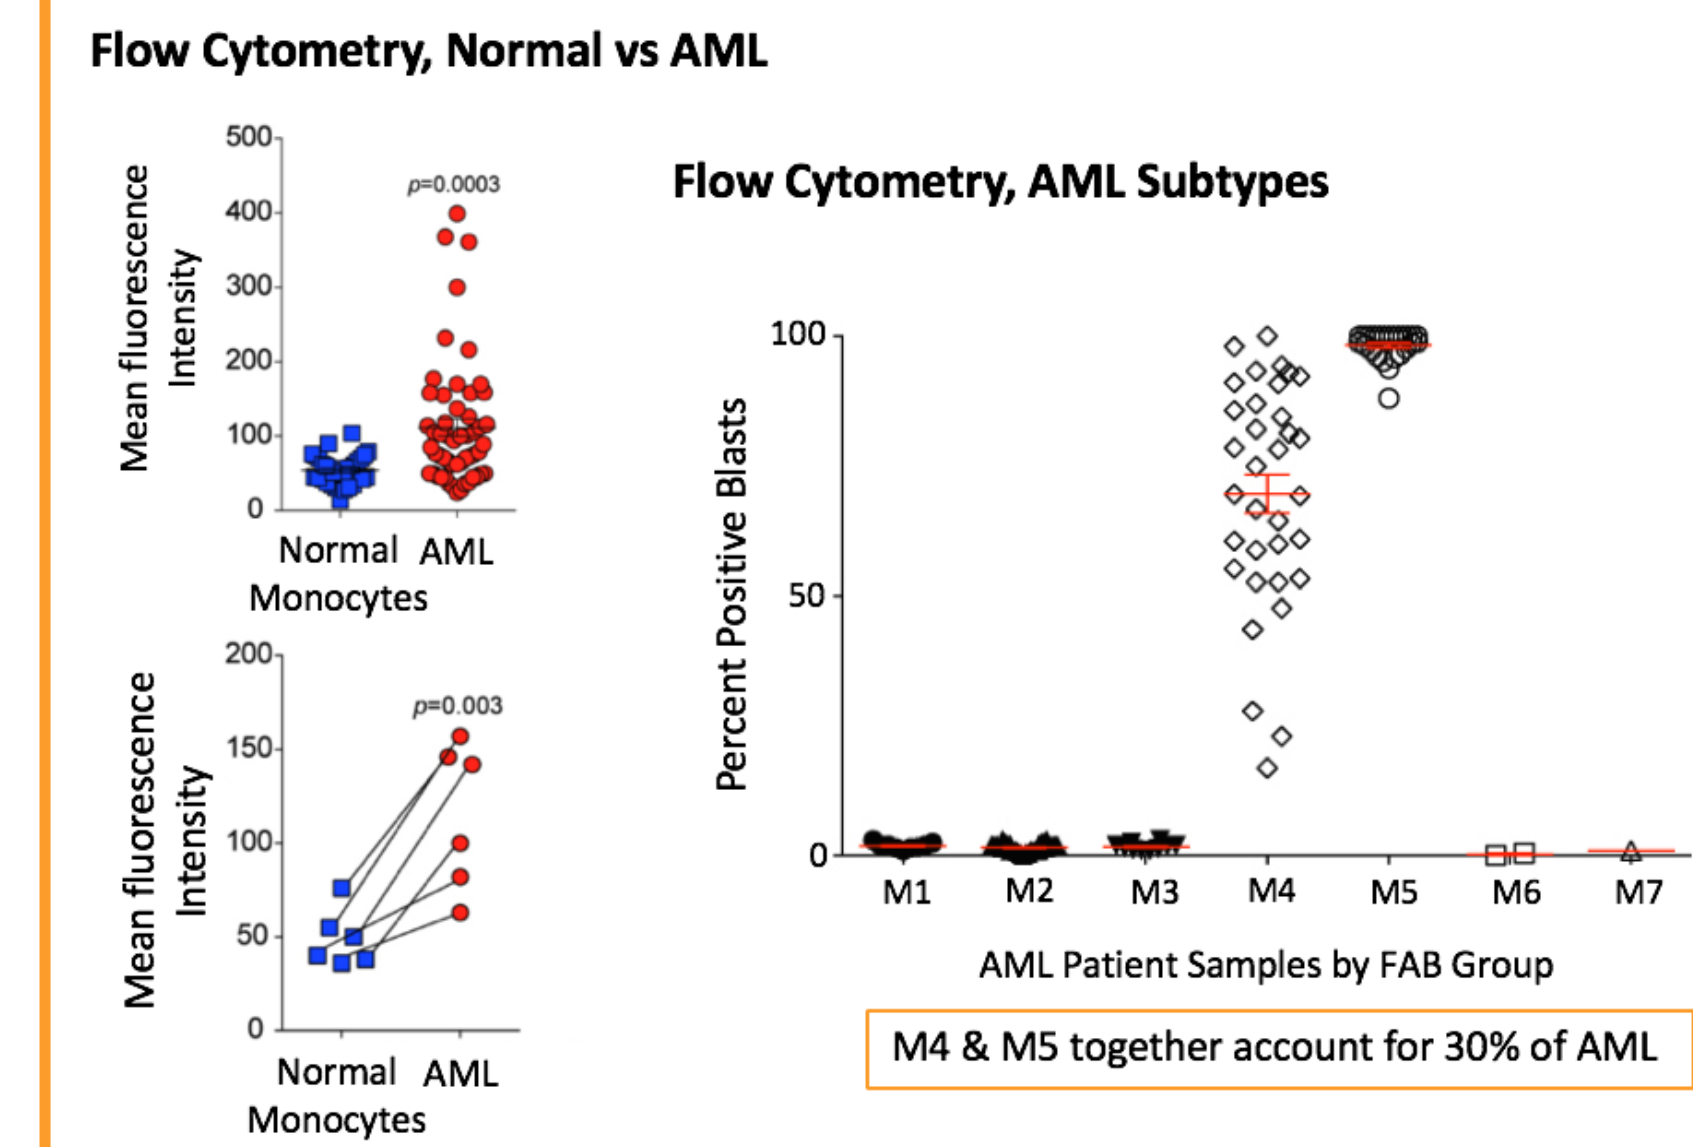 Flow Cytometry, Normal vs AML
Mean fluorescence
Intensity
500
400
300
200
100
0
p=0.0003
Normal AML
Monocytes
Mean fluorescence
Intensity
200
150
100
50
0
p=0.003
Normal AML
Monocytes
Flow Cytometry, AML Subtypes
Percent Positive Blasts
100
50
0
M1 M2 M3 M4 M5 M6 M7
AML Patient Samples by FAB Group
M4 & M5 together account for 30% of AML